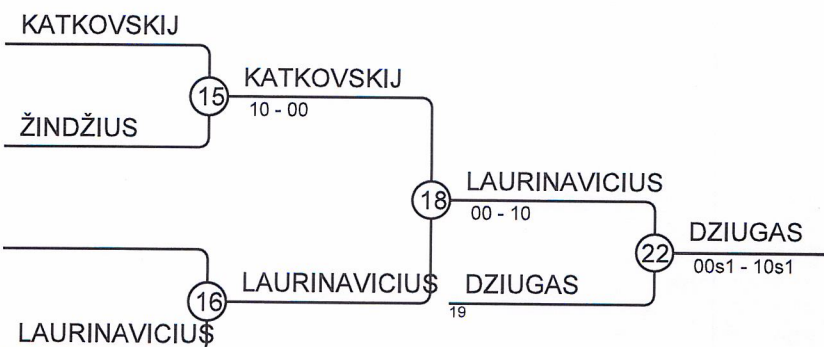 KATKOVSKIJ
15
KATKOVSKIJ
10 - 00
ŽINDŽIUS
18
LAURINAVICIUS
00 - 10
22
DZIUGAS
00s1 - 10s1
16
LAURINAVICIUS
DZIUGAS
19
LAURINAVICIUS